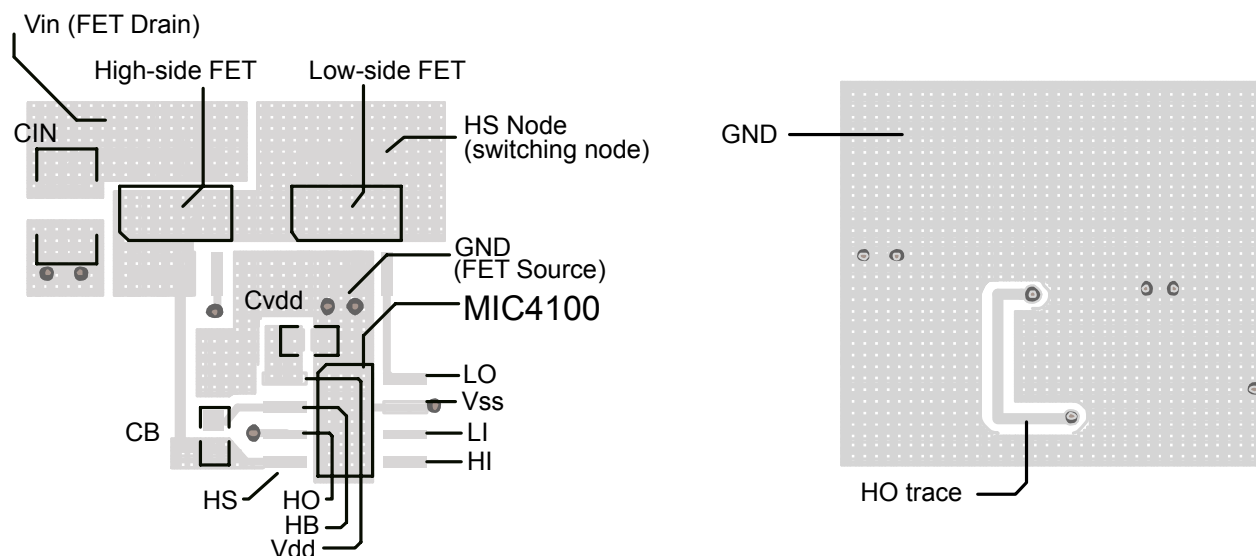 Vin (FET Drain)
High-side FET
Low-side FET
CIN
HS Node
(switching node)
GND
GND
(FET Source)
Cvdd
MIC4100
LO
Vss
LI
HI
CB
HS
HO
HB
Vdd
HO trace